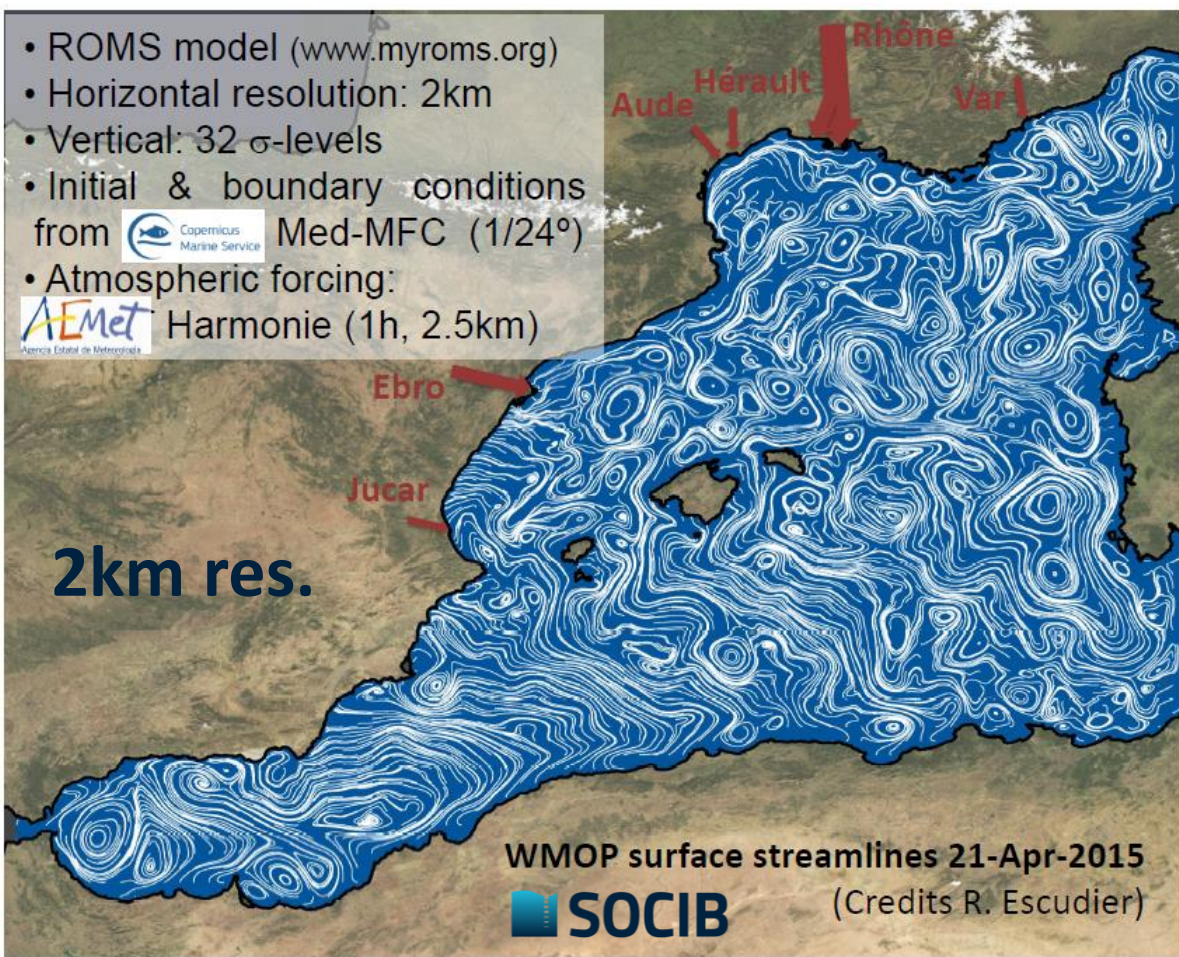 • ROMS model (www.myroms.org)
• Horizontal resolution: 2km
• Vertical: 32 σ-levels
• Initial & boundary conditions
from Copernicus Marine Service Med-MFC (1/24º)
• Atmospheric forcing:
AEMet Agencia Estatal de Meteorología Harmonie (1h, 2.5km)
Rhône
Hérault
Aude
Var
Ebro
Jucar
2km res.
WMOP surface streamlines 21-Apr-2015
(Credits R. Escudier)
SOCIB